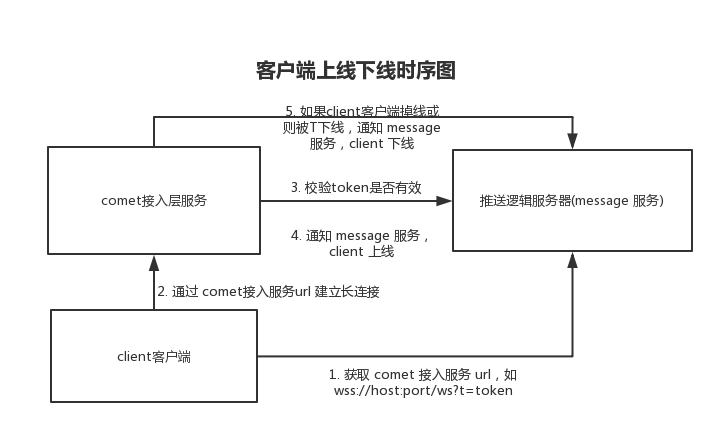 客户端上线下线时序图
5. 如果client客户端掉线或
则被T下线，通知 message
服务，client 下线
comet接入层服务
3. 校验token是否有效
推送逻辑服务器(message 服务)
4. 通知 message 服务，
client 上线
2. 通过 comet接入服务url 建立长连接
client客户端
1. 获取 comet 接入服务 url，如
wss://host:port/ws?t=token